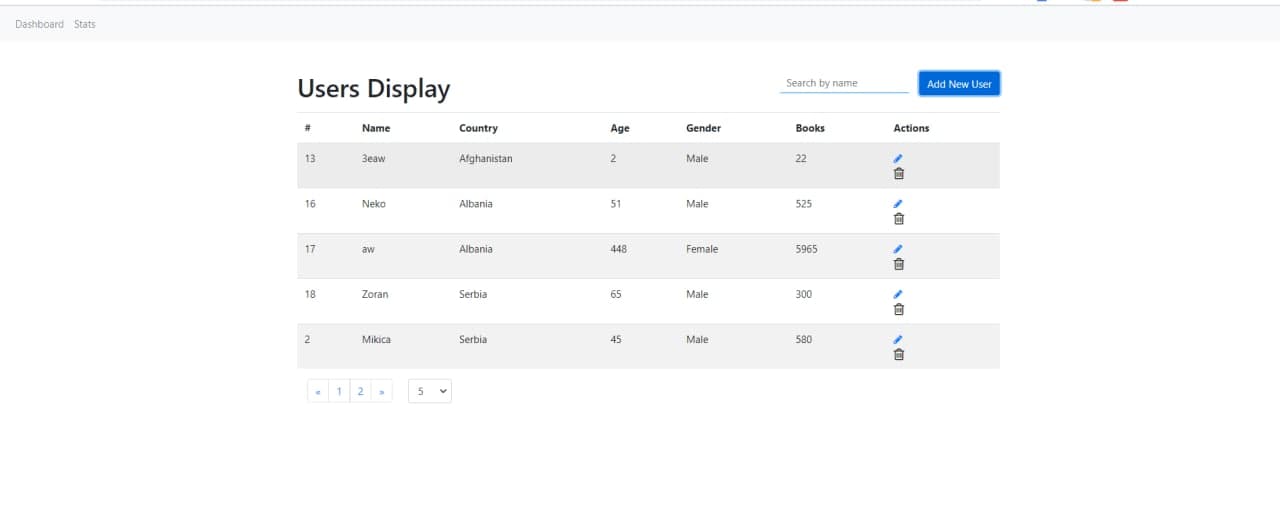 Dashboard Stats
Users Display
Search by name
Add New User
# Name Country Age Gender Books Actions
13 3eaw Afghanistan 2 Male 22
16 Neko Albania 51 Male 525
17 aw Albania 448 Female 5965
18 Zoran Serbia 65 Male 300
2 Mikica Serbia 45 Male 580
« 1 2 » 5